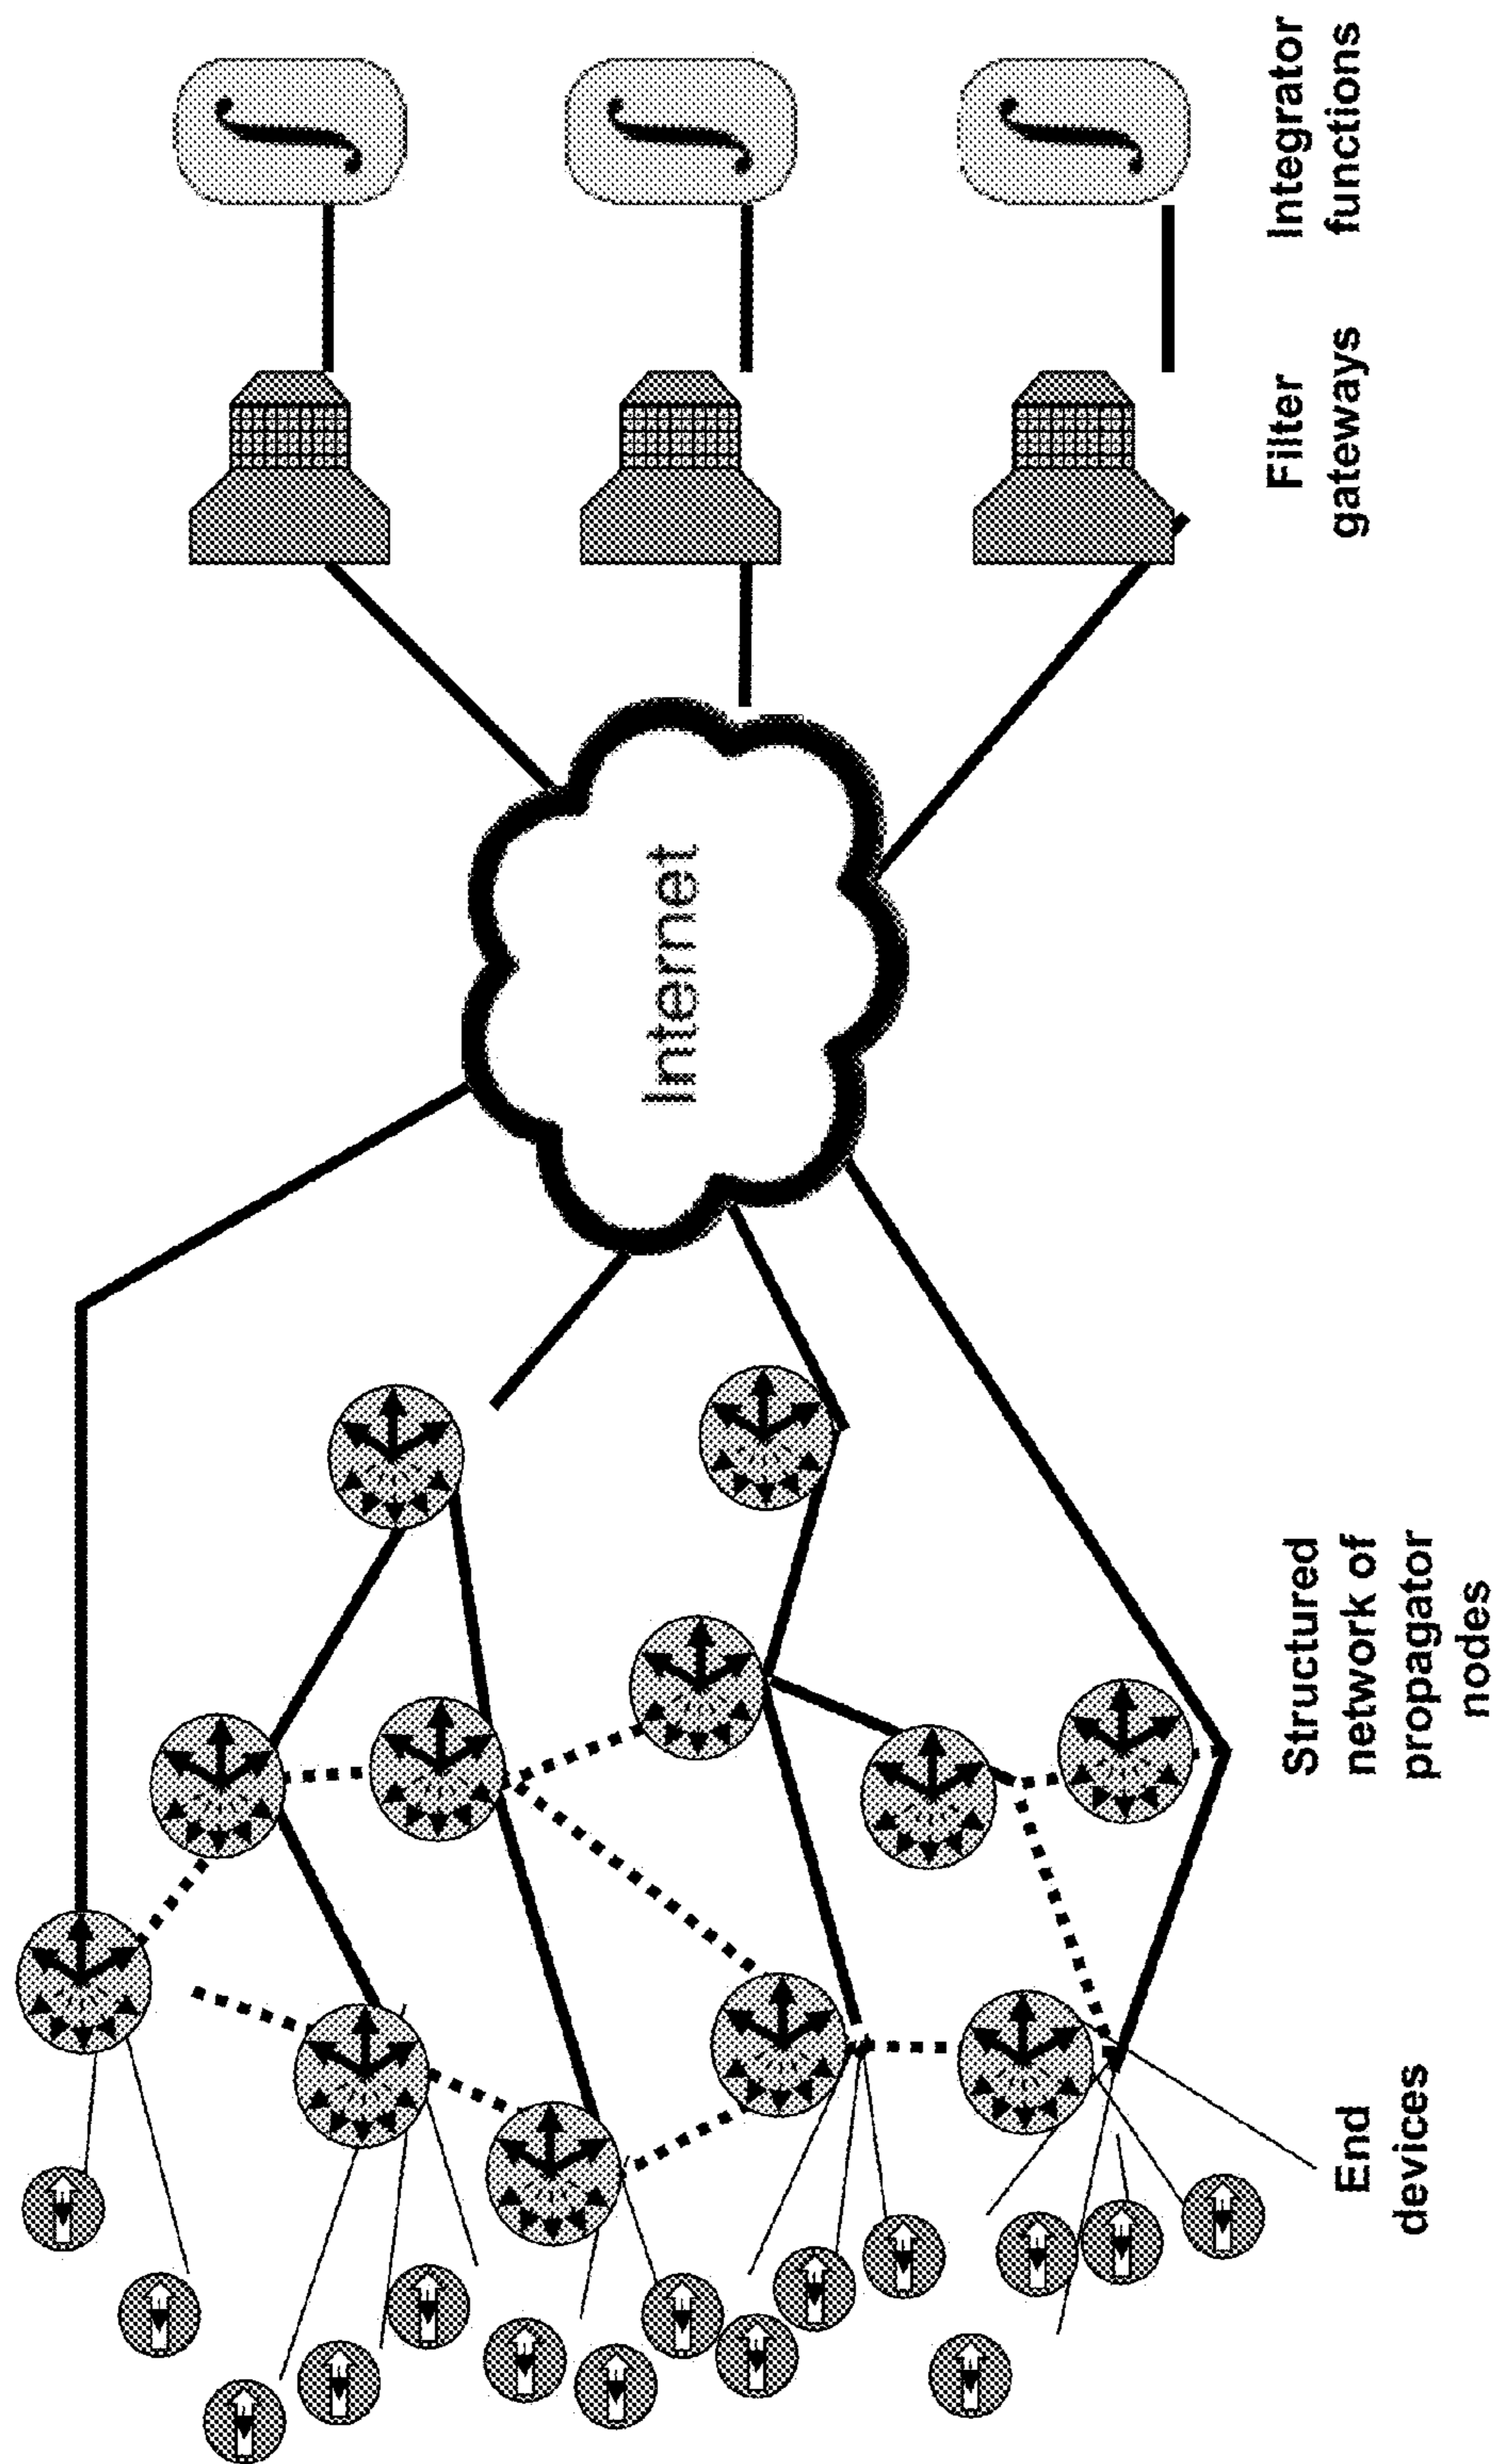 Internet
End
devices
Structured
network of
propagator
nodes
Filter
gateways
Integrator
functions